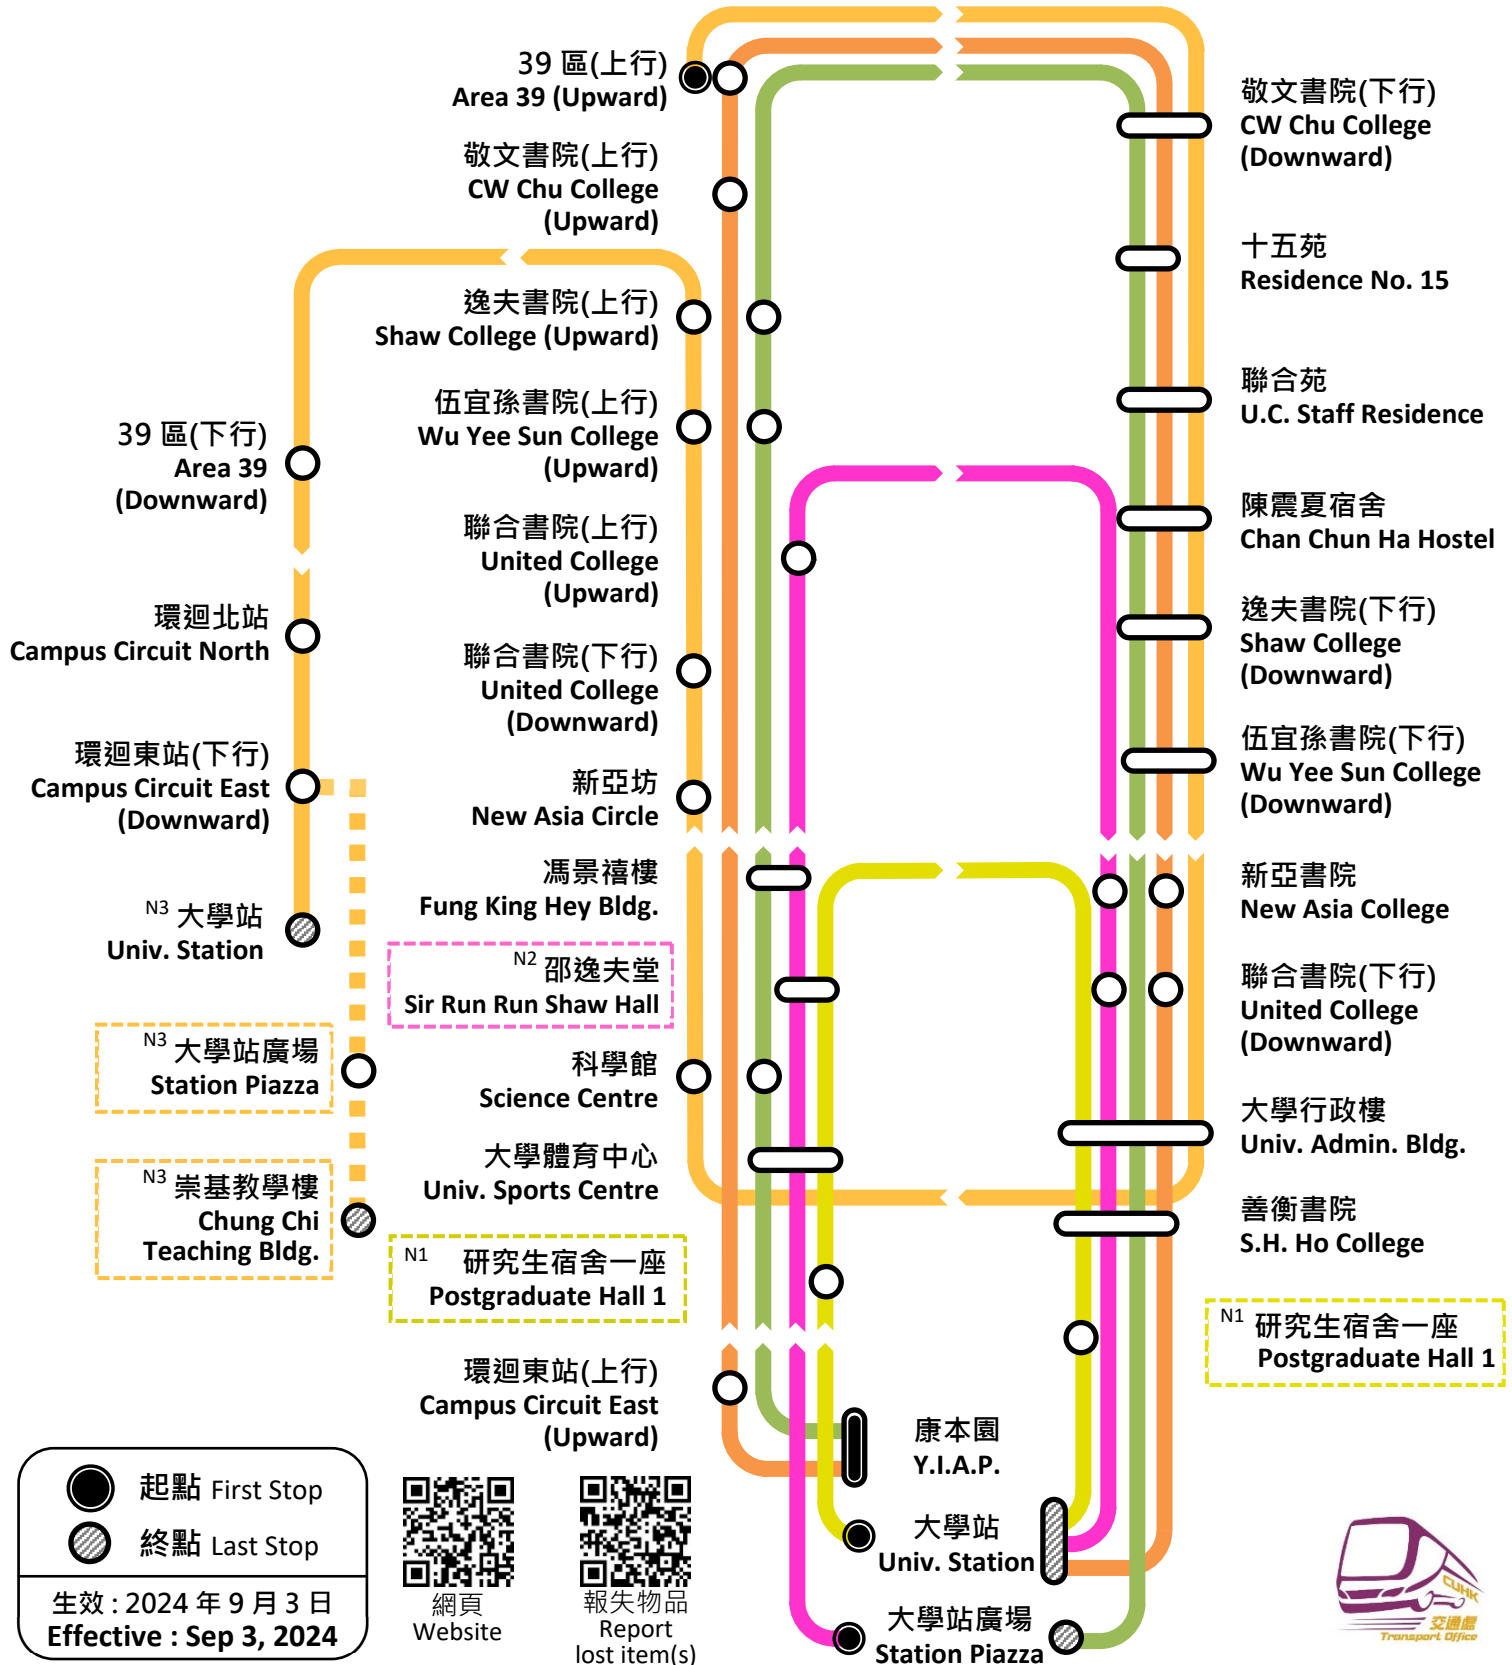 39 區(上行)
Area 39 (Upward)
敬文書院(上行)
CW Chu College
(Upward)
逸夫書院(上行)
Shaw College (Upward)
伍宜孫書院(上行)
Wu Yee Sun College
(Upward)
聯合書院(上行)
United College
(Upward)
聯合書院(下行)
United College
(Downward)
新亞坊
New Asia Circle
馮景禧樓
Fung King Hey Bldg.
N2 邵逸夫堂
Sir Run Run Shaw Hall
科學館
Science Centre
大學體育中心
Univ. Sports Centre
N1 研究生宿舍一座
Postgraduate Hall 1
環迴東站(上行)
Campus Circuit East
(Upward)
39 區(下行)
Area 39
(Downward)
環迴北站
Campus Circuit North
環迴東站(下行)
Campus Circuit East
(Downward)
N3 大學站
Univ. Station
N3 大學站廣場
Station Piazza
N3 崇基教學樓
Chung Chi
Teaching Bldg.
敬文書院(下行)
CW Chu College
(Downward)
十五苑
Residence No. 15
聯合苑
U.C. Staff Residence
陳震夏宿舍
Chan Chun Ha Hostel
逸夫書院(下行)
Shaw College
(Downward)
伍宜孫書院(下行)
Wu Yee Sun College
(Downward)
新亞書院
New Asia College
聯合書院(下行)
United College
(Downward)
大學行政樓
Univ. Admin. Bldg.
善衡書院
S.H. Ho College
N1 研究生宿舍一座
Postgraduate Hall 1
康本園
Y.I.A.P.
大學站
Univ. Station
大學站廣場
Station Piazza
起點 First Stop
終點 Last Stop
生效 : 2024 年 9 月 3 日
Effective : Sep 3, 2024
網頁
Website
報失物品
Report
lost item(s)
CUHK
交通處
Transport Office